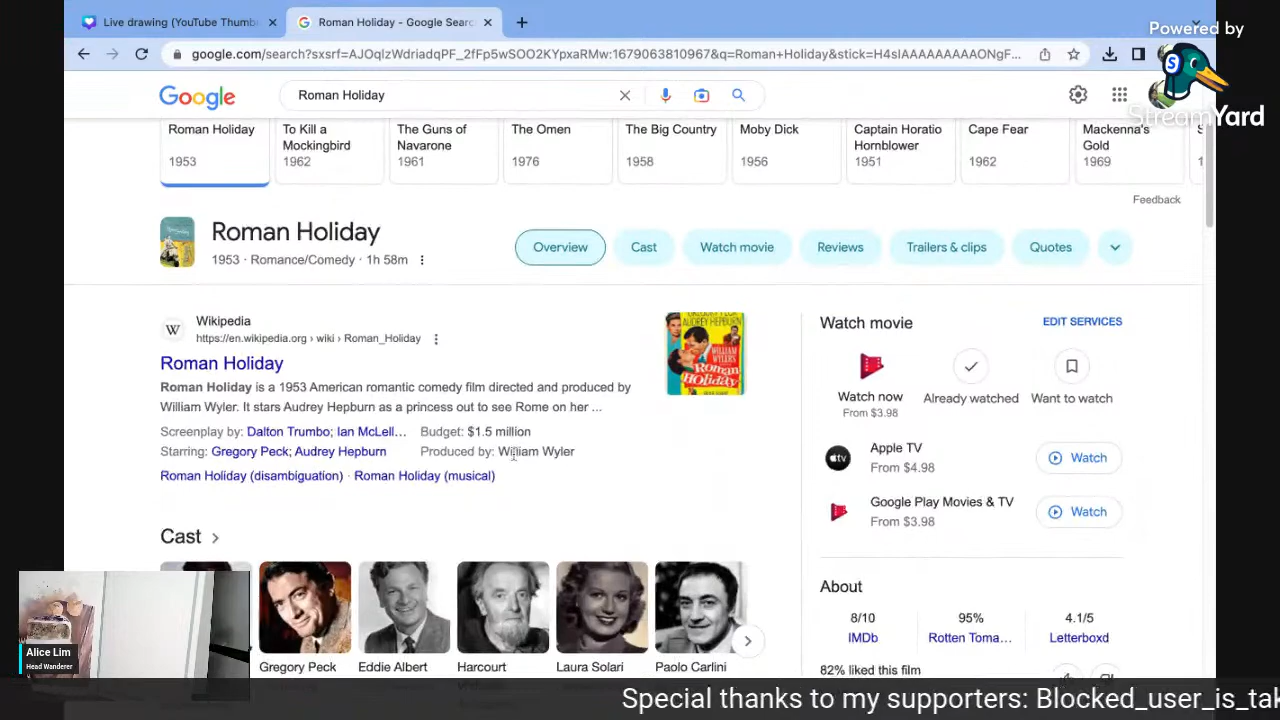 Live drawing (YouTube Thumb
Roman Holiday - Google Searc
Powered by
StreamYard
google.com/search?sxsrf=AJOqlzWdriadqPF_2fFp5wSOO2KYpxaRMw:1679063810967&q=Roman+Holiday&stick=H4sIAAAAAAAAAONgF...
Google
Roman Holiday
Roman Holiday
1953
To Kill a
Mockingbird
1962
The Guns of
Navarone
1961
The Omen
1976
The Big Country
1958
Moby Dick
1956
Captain Horatio
Hornblower
1951
Cape Fear
1962
Mackenna's
Gold
1969
Feedback
Roman Holiday
1953 · Romance/Comedy · 1h 58m
Overview
Cast
Watch movie
Reviews
Trailers & clips
Quotes
W
Wikipedia
https://en.wikipedia.org › wiki › Roman_Holiday
Roman Holiday
Roman Holiday is a 1953 American romantic comedy film directed and produced by
William Wyler. It stars Audrey Hepburn as a princess out to see Rome on her ...
Screenplay by: Dalton Trumbo; Ian McLell... Budget: $1.5 million
Starring: Gregory Peck; Audrey Hepburn Produced by: William Wyler
Roman Holiday (disambiguation) · Roman Holiday (musical)
GREGORY PECK
AUDREY HEPBURN
WILLIAM
WYLER'S
Roman
Holiday
Watch movie
EDIT SERVICES
Watch now
From $3.98
Already watched
Want to watch
tv
Apple TV
From $4.98
Watch
Google Play Movies & TV
From $3.98
Watch
Cast
Gregory Peck
Eddie Albert
Harcourt
Laura Solari
Paolo Carlini
About
8/10
IMDb
95%
Rotten Toma...
4.1/5
Letterboxd
82% liked this film
Alice Lim
Head Wanderer
Special thanks to my supporters: Blocked_user_is_tal